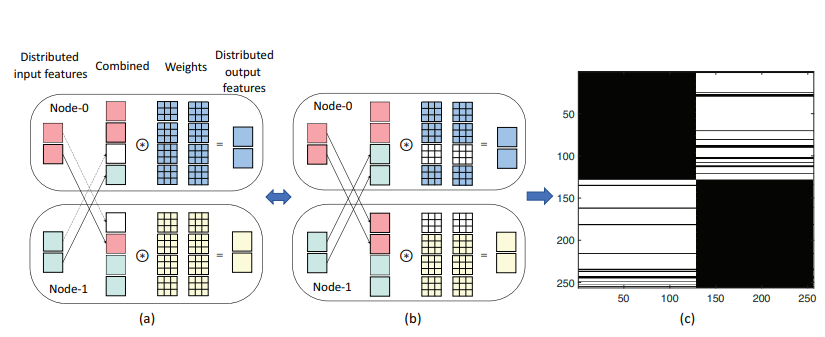 Distributed
input features
Combined
Weights
Distributed
output
features
Node-0
=
Node-1
=
(a)
Node-0
=
Node-1
=
(b)
50
100
150
200
250
50
100
150
200
250
(c)